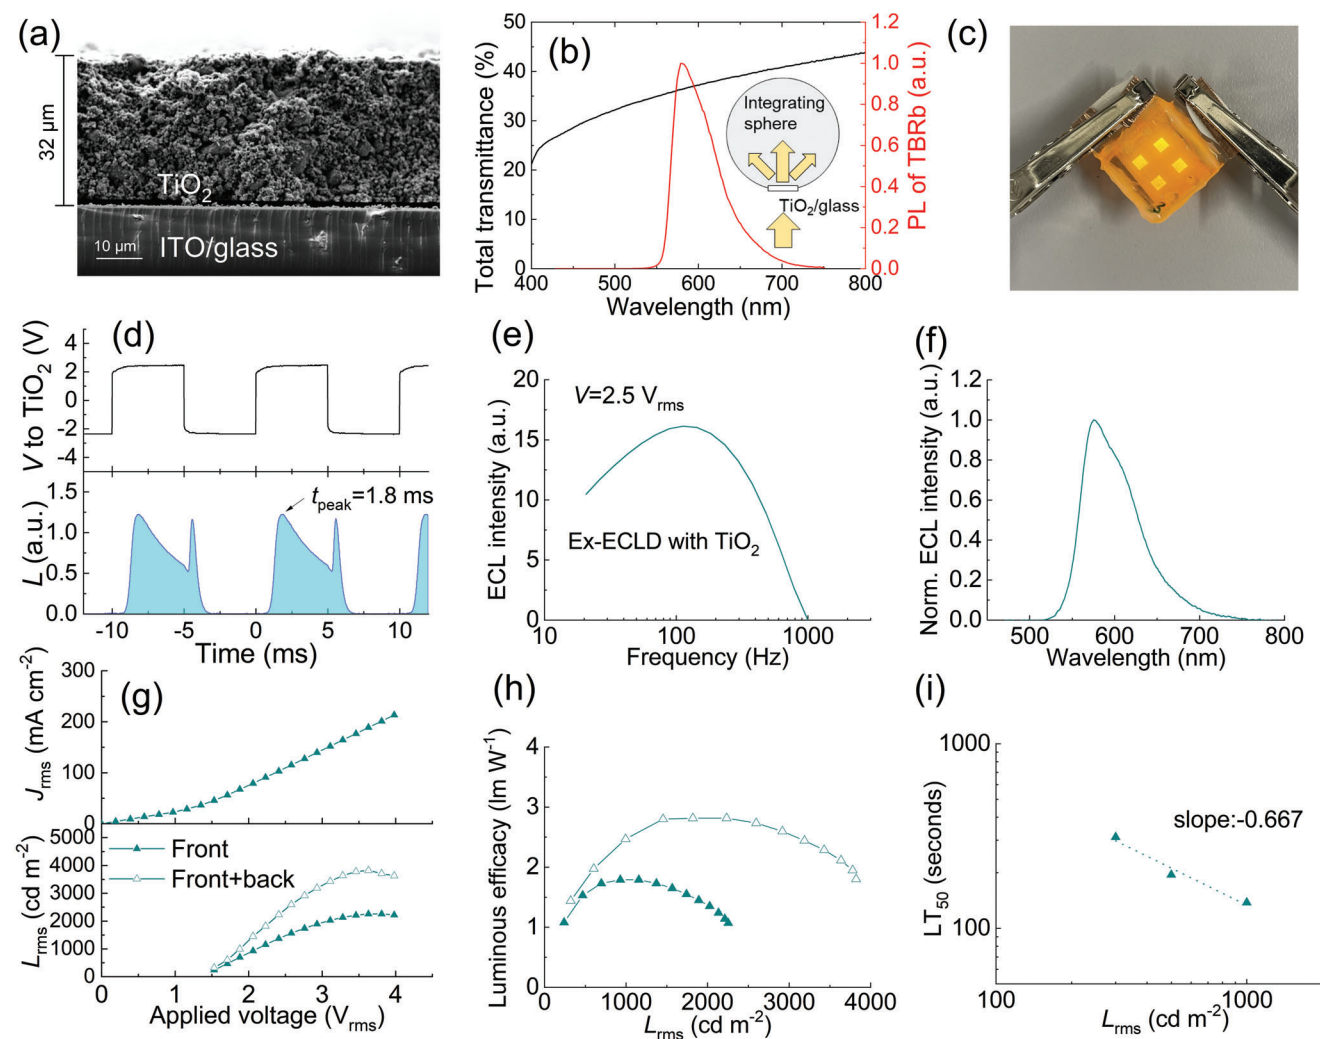 (a)
32 µm
TiO2
10 µm
ITO/glass
(b)
Total transmittance (%)
50
40
30
20
10
0
400
500
600
700
800
Wavelength (nm)
1.2
1.0
0.8
0.6
0.4
0.2
0.0
PL of TBRb (a.u.)
Integrating
sphere
TiO2/glass
(c)
(d)
V to TiO2 (V)
4
2
0
-2
-4
L (a.u.)
1.5
1.0
0.5
0.0
tpeak=1.8 ms
-10
-5
0
5
10
Time (ms)
(e)
ECL intensity (a.u.)
20
15
10
5
0
V=2.5 Vrms
Ex-ECLD with TiO2
10
100
1000
Frequency (Hz)
(f)
Norm. ECL intensity (a.u.)
1.2
1.0
0.8
0.6
0.4
0.2
0.0
500
600
700
800
Wavelength (nm)
(g)
Jrms (mA cm-2)
300
200
100
0
Lrms (cd m-2)
5000
4000
3000
2000
1000
0
Front
Front+back
0
1
2
3
4
Applied voltage (Vrms)
(h)
Luminous efficacy (lm W-1)
4
3
2
1
0
0
1000
2000
3000
4000
Lrms (cd m-2)
(i)
LT50 (seconds)
1000
100
slope:-0.667
100
1000
Lrms (cd m-2)